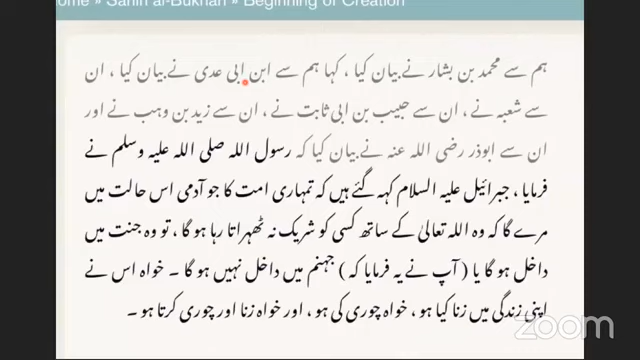 ome » Sahih al-Bukhari » Beginning of Creation
ہم سے محمد بن بشار نے بیان کیا ، کہا ہم سے ابن ابی عدی نے بیان کیا ، ان
سے شعبہ نے ، ان سے حبیب بن ابی ثابت نے ، ان سے زید بن وہب نے اور
ان سے ابوذر رضی اللہ عنہ نے بیان کیا کہ رسول اللہ صلی اللہ علیہ وسلم نے
فرمایا ، جبرائیل علیہ السلام کہہ گئے ہیں کہ تمہاری امت کا جو آدمی اس حالت میں
مرے گا کہ وہ اللہ تعالیٰ کے ساتھ کسی کو شریک نہ ٹھہراتا رہا ہو گا ، تو وہ جنت میں
داخل ہو گا یا ( آپ نے یہ فرمایا کہ ) جہنم میں داخل نہیں ہو گا ۔ خواہ اس نے
اپنی زندگی میں زنا کیا ہو ، خواہ چوری کی ہو ، اور خواہ زنا اور چوری کرتا ہو ۔
zoom